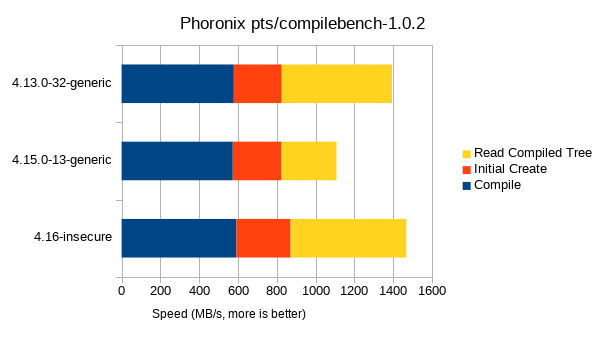 Phoronix pts/compilebench-1.0.2
4.13.0-32-generic
4.15.0-13-generic
4.16-insecure
Read Compiled Tree
Initial Create
Compile
0 200 400 600 800 1000 1200 1400 1600
Speed (MB/s, more is better)